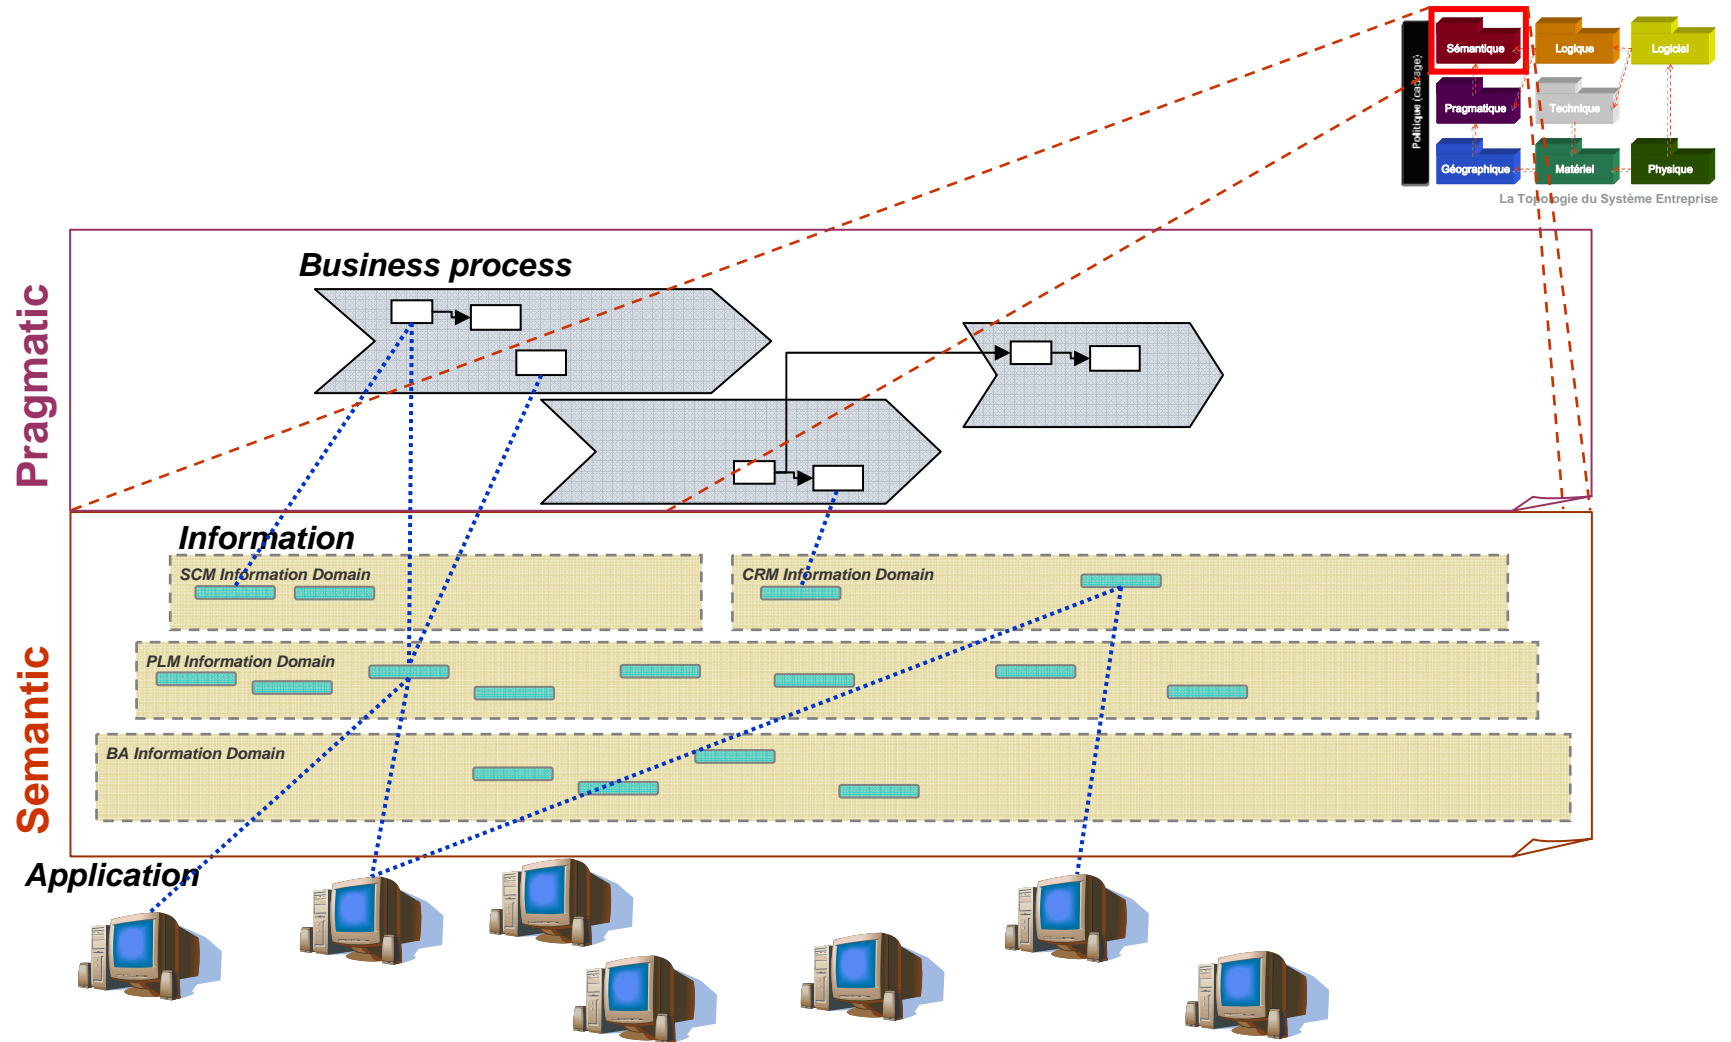 Sémantique
Logique
Logiciel
Politique (cadrage)
Pragmatique
Technique
Géographique
Matériel
Physique
La Topologie du Système Entreprise
Pragmatic
Business process
Semantic
Information
SCM Information Domain
CRM Information Domain
PLM Information Domain
BA Information Domain
Application